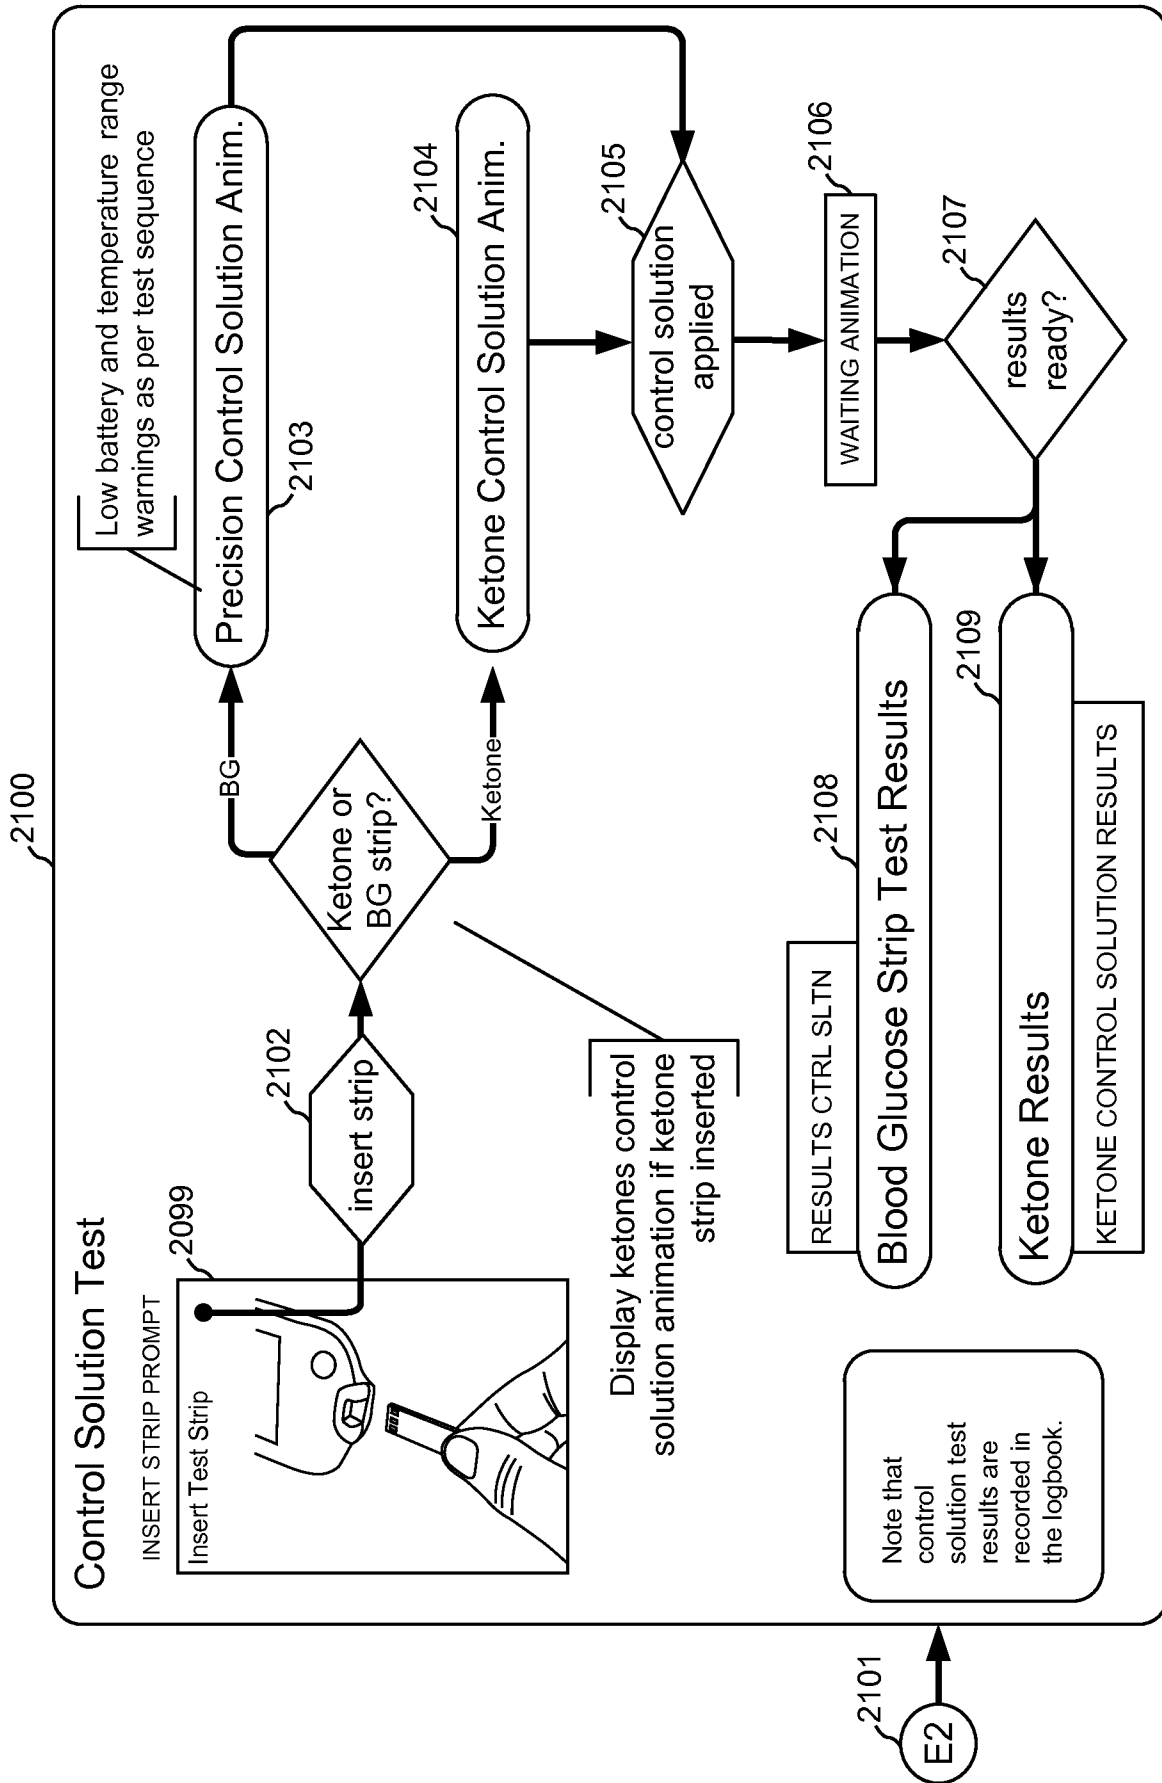 2100
Control Solution Test
INSERT STRIP PROMPT
2099
Insert Test Strip
2102
insert strip
Ketone or
BG strip?
BG
Ketone
Low battery and temperature range
warnings as per test sequence
Precision Control Solution Anim.
2103
2104
Ketone Control Solution Anim.
Display ketones control
solution animation if ketone
strip inserted
2105
control solution
applied
2106
WAITING ANIMATION
2107
results
ready?
2108
RESULTS CTRL SLTN
Blood Glucose Strip Test Results
2109
Ketone Results
KETONE CONTROL SOLUTION RESULTS
Note that
control
solution test
results are
recorded in
the logbook.
2101
E2